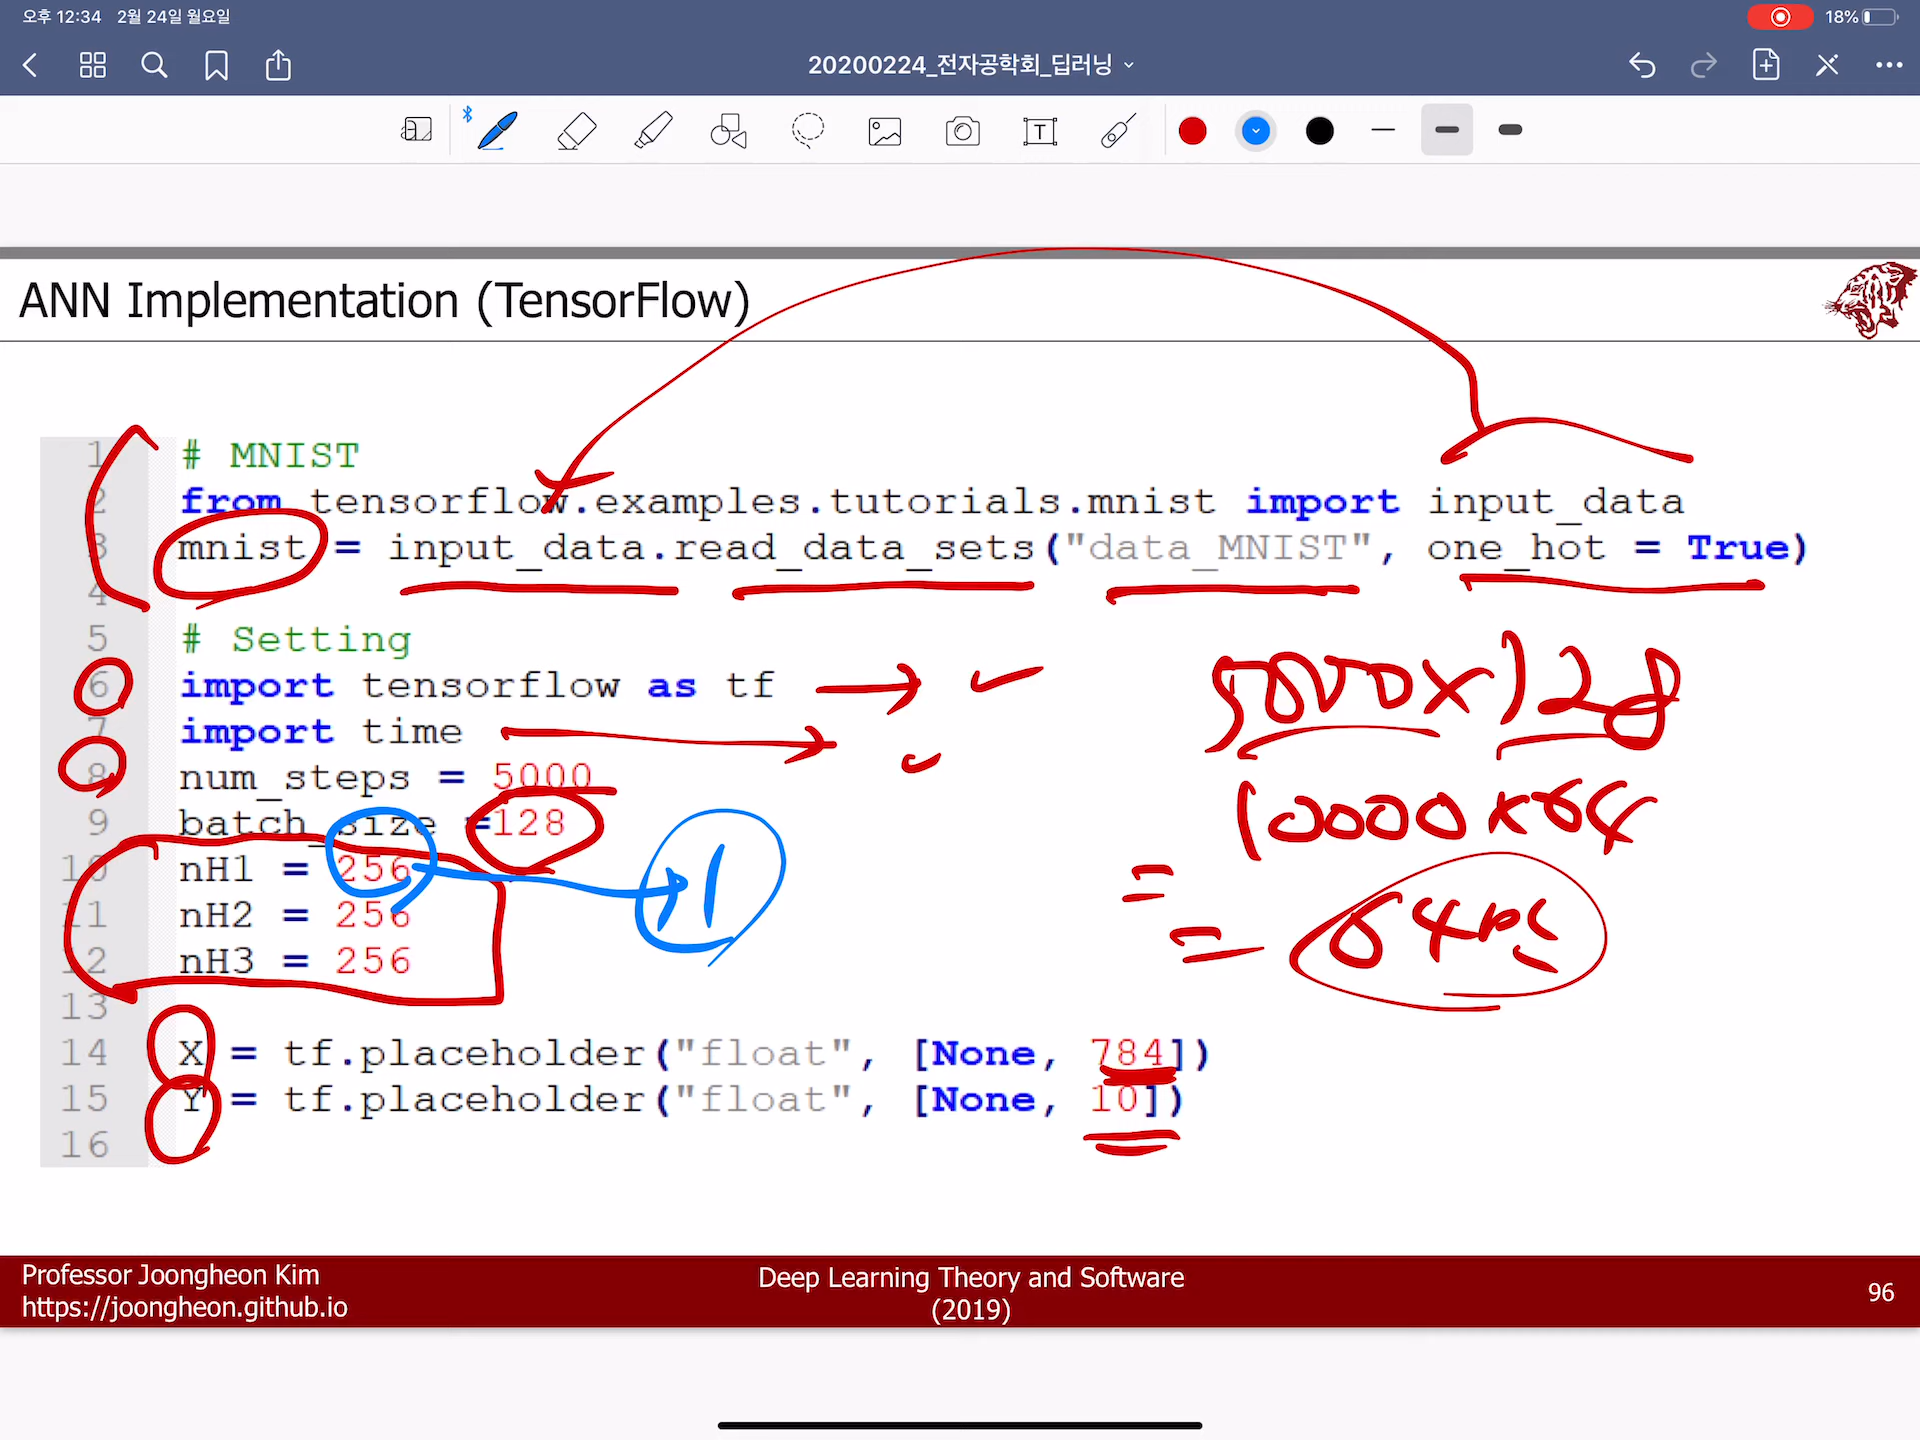 오후 12:34 2월 24일 월요일
18%
20200224_전자공학회_딥러닝
ANN Implementation (TensorFlow)
1 # MNIST
2 from tensorflow.examples.tutorials.mnist import input_data
3 mnist = input_data.read_data_sets("data_MNIST", one_hot = True)
4
5 # Setting
6 import tensorflow as tf
7 import time
8 num_steps = 5000
9 batch_size =128
10 nH1 = 256
11 nH2 = 256
12 nH3 = 256
13
14 X = tf.placeholder("float", [None, 784])
15 Y = tf.placeholder("float", [None, 10])
16
5000x128
10000x64
=
=
1
Professor Joongheon Kim
https://joongheon.github.io
Deep Learning Theory and Software
(2019)
96